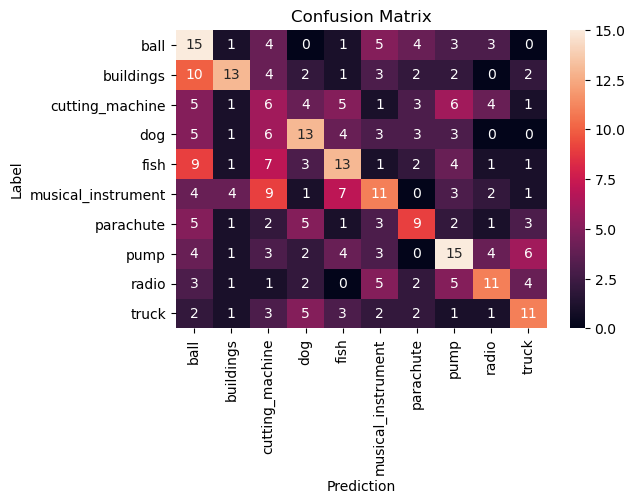 Confusion Matrix
ball 15 1 4 0 1 5 4 3 3 0
buildings 10 13 4 2 1 3 2 2 0 2
cutting_machine 5 1 6 4 5 1 3 6 4 1
dog 5 1 6 13 4 3 3 3 0 0
fish 9 1 7 3 13 1 2 4 1 1
musical_instrument 4 4 9 1 7 11 0 3 2 1
parachute 5 1 2 5 1 3 9 2 1 3
pump 4 1 3 2 4 3 0 15 4 6
radio 3 1 1 2 0 5 2 5 11 4
truck 2 1 3 5 3 2 2 1 1 11
Label
ball buildings cutting_machine dog fish musical_instrument parachute pump radio truck
Prediction
15.0
12.5
10.0
7.5
5.0
2.5
0.0